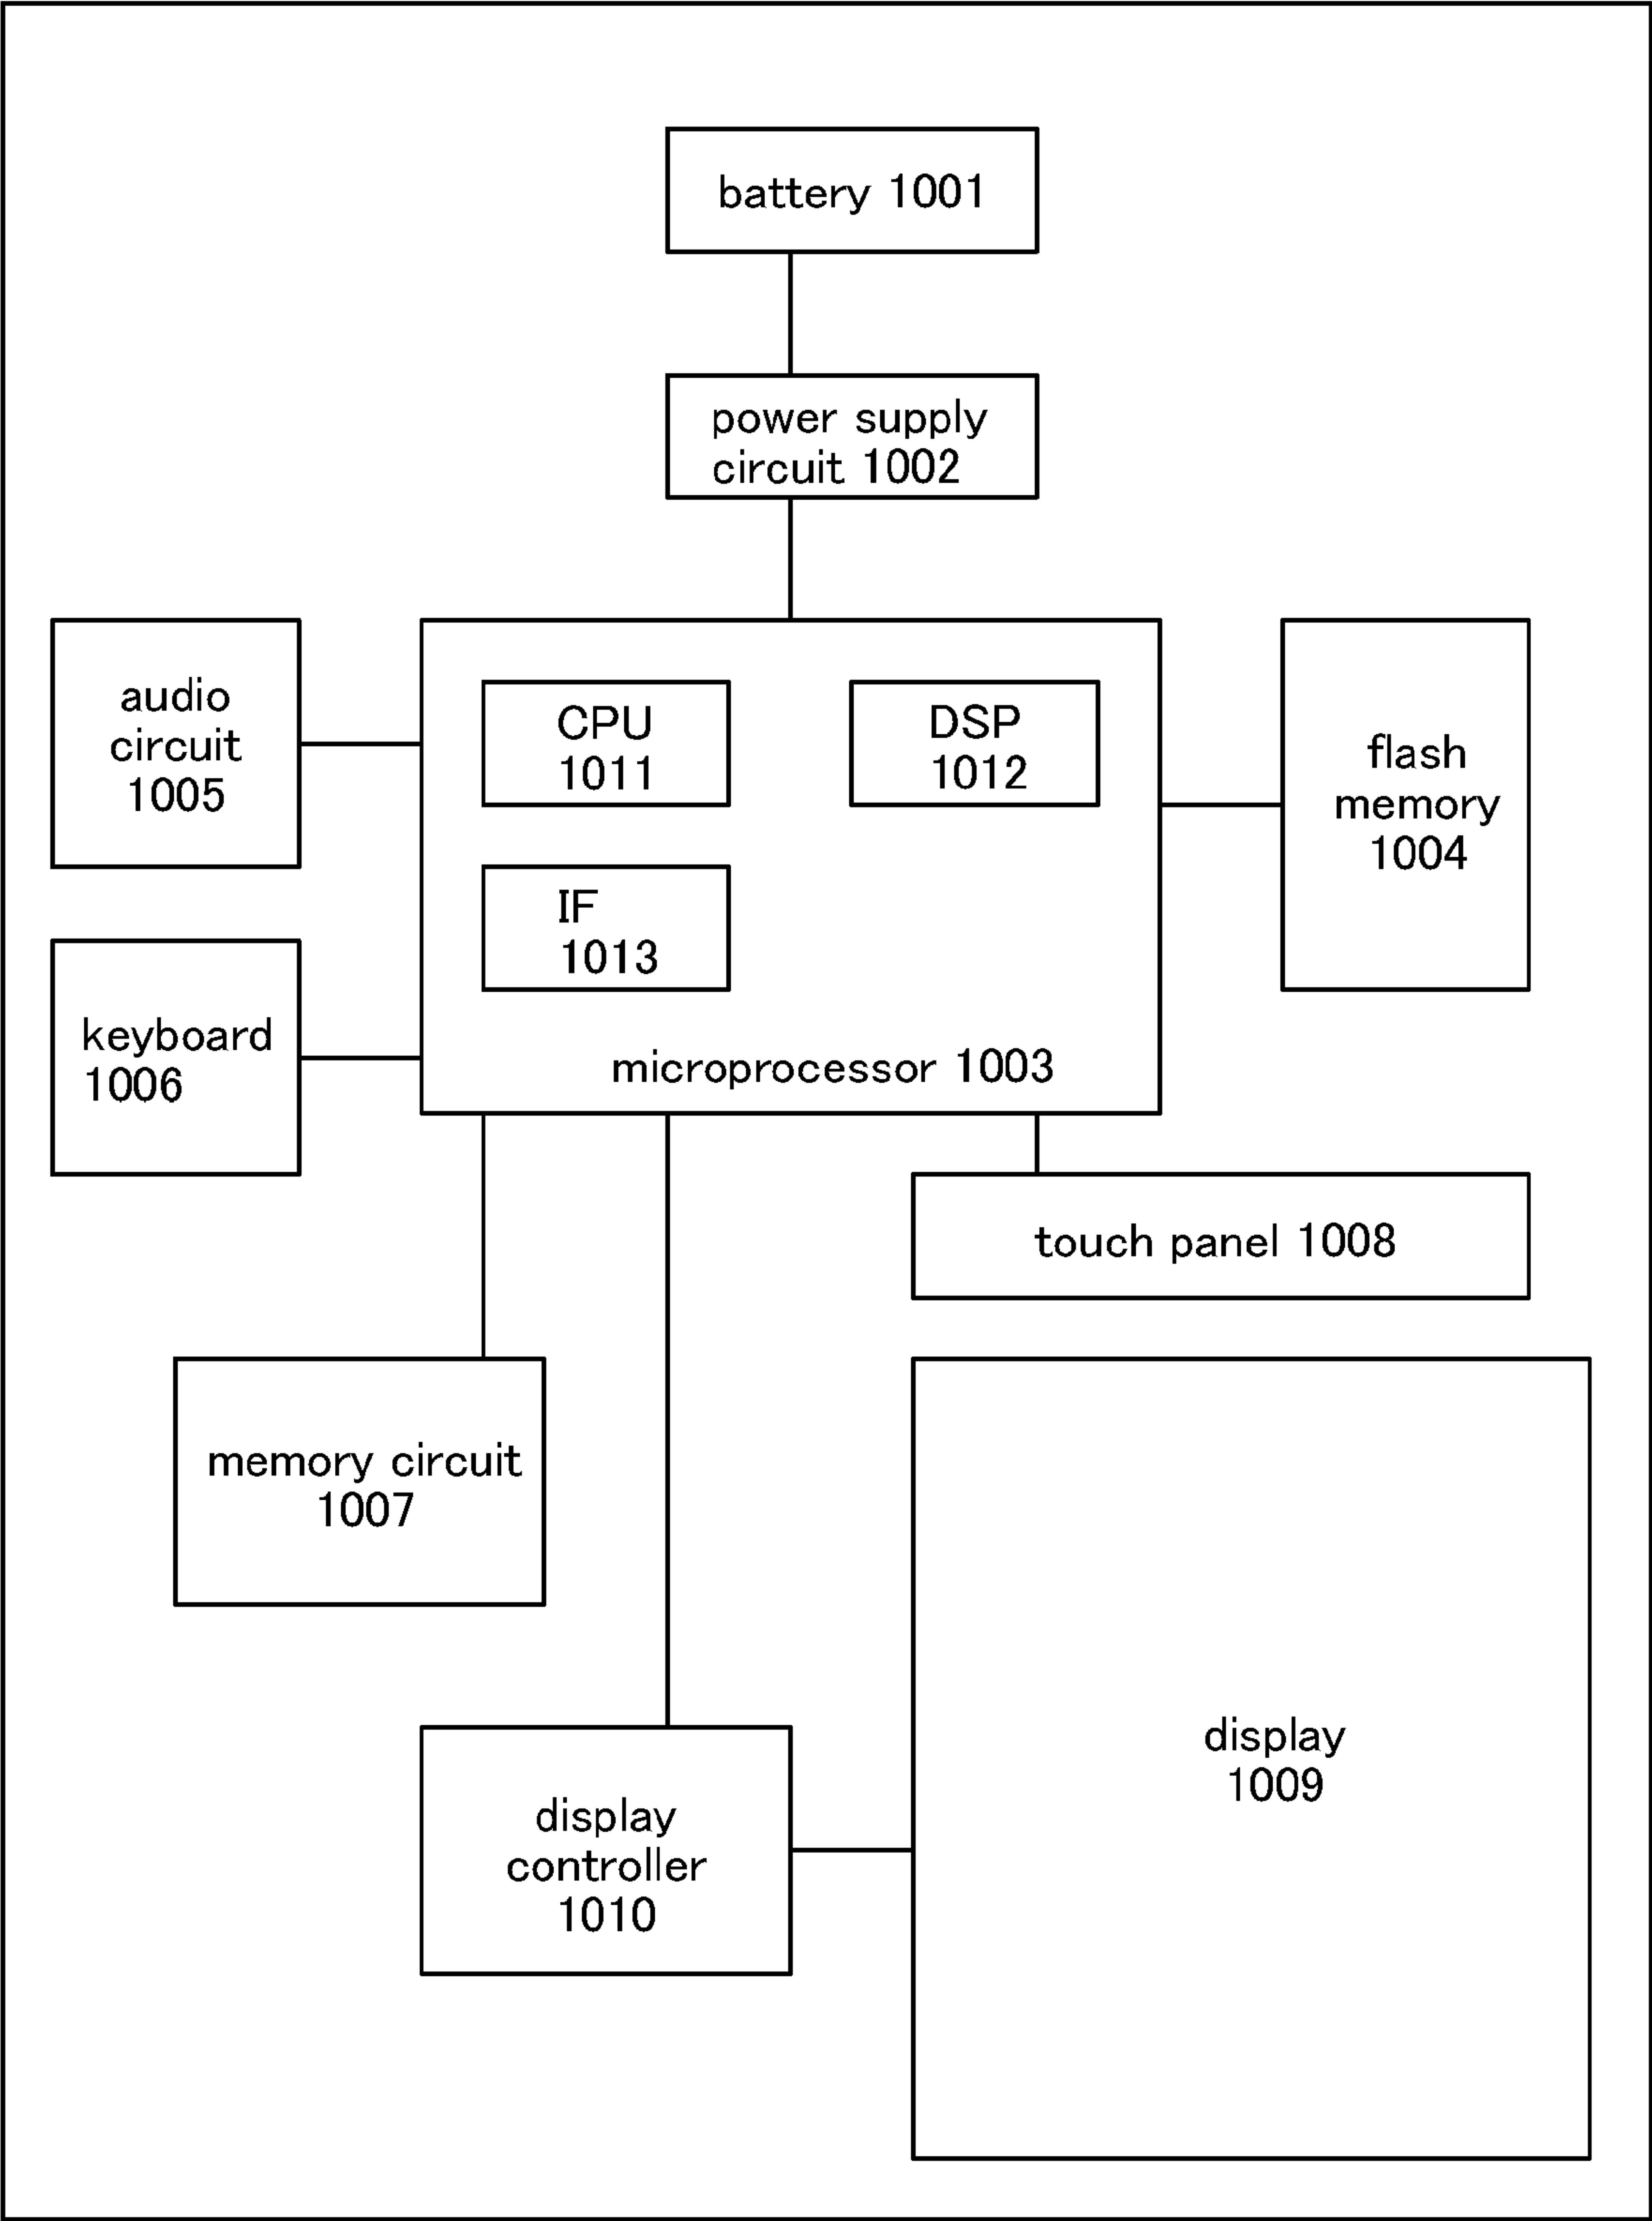 battery 1001
power supply
circuit 1002
audio
circuit
1005
CPU
1011
DSP
1012
flash
memory
1004
IF
1013
keyboard
1006
microprocessor 1003
touch panel 1008
memory circuit
1007
display
1009
display
controller
1010